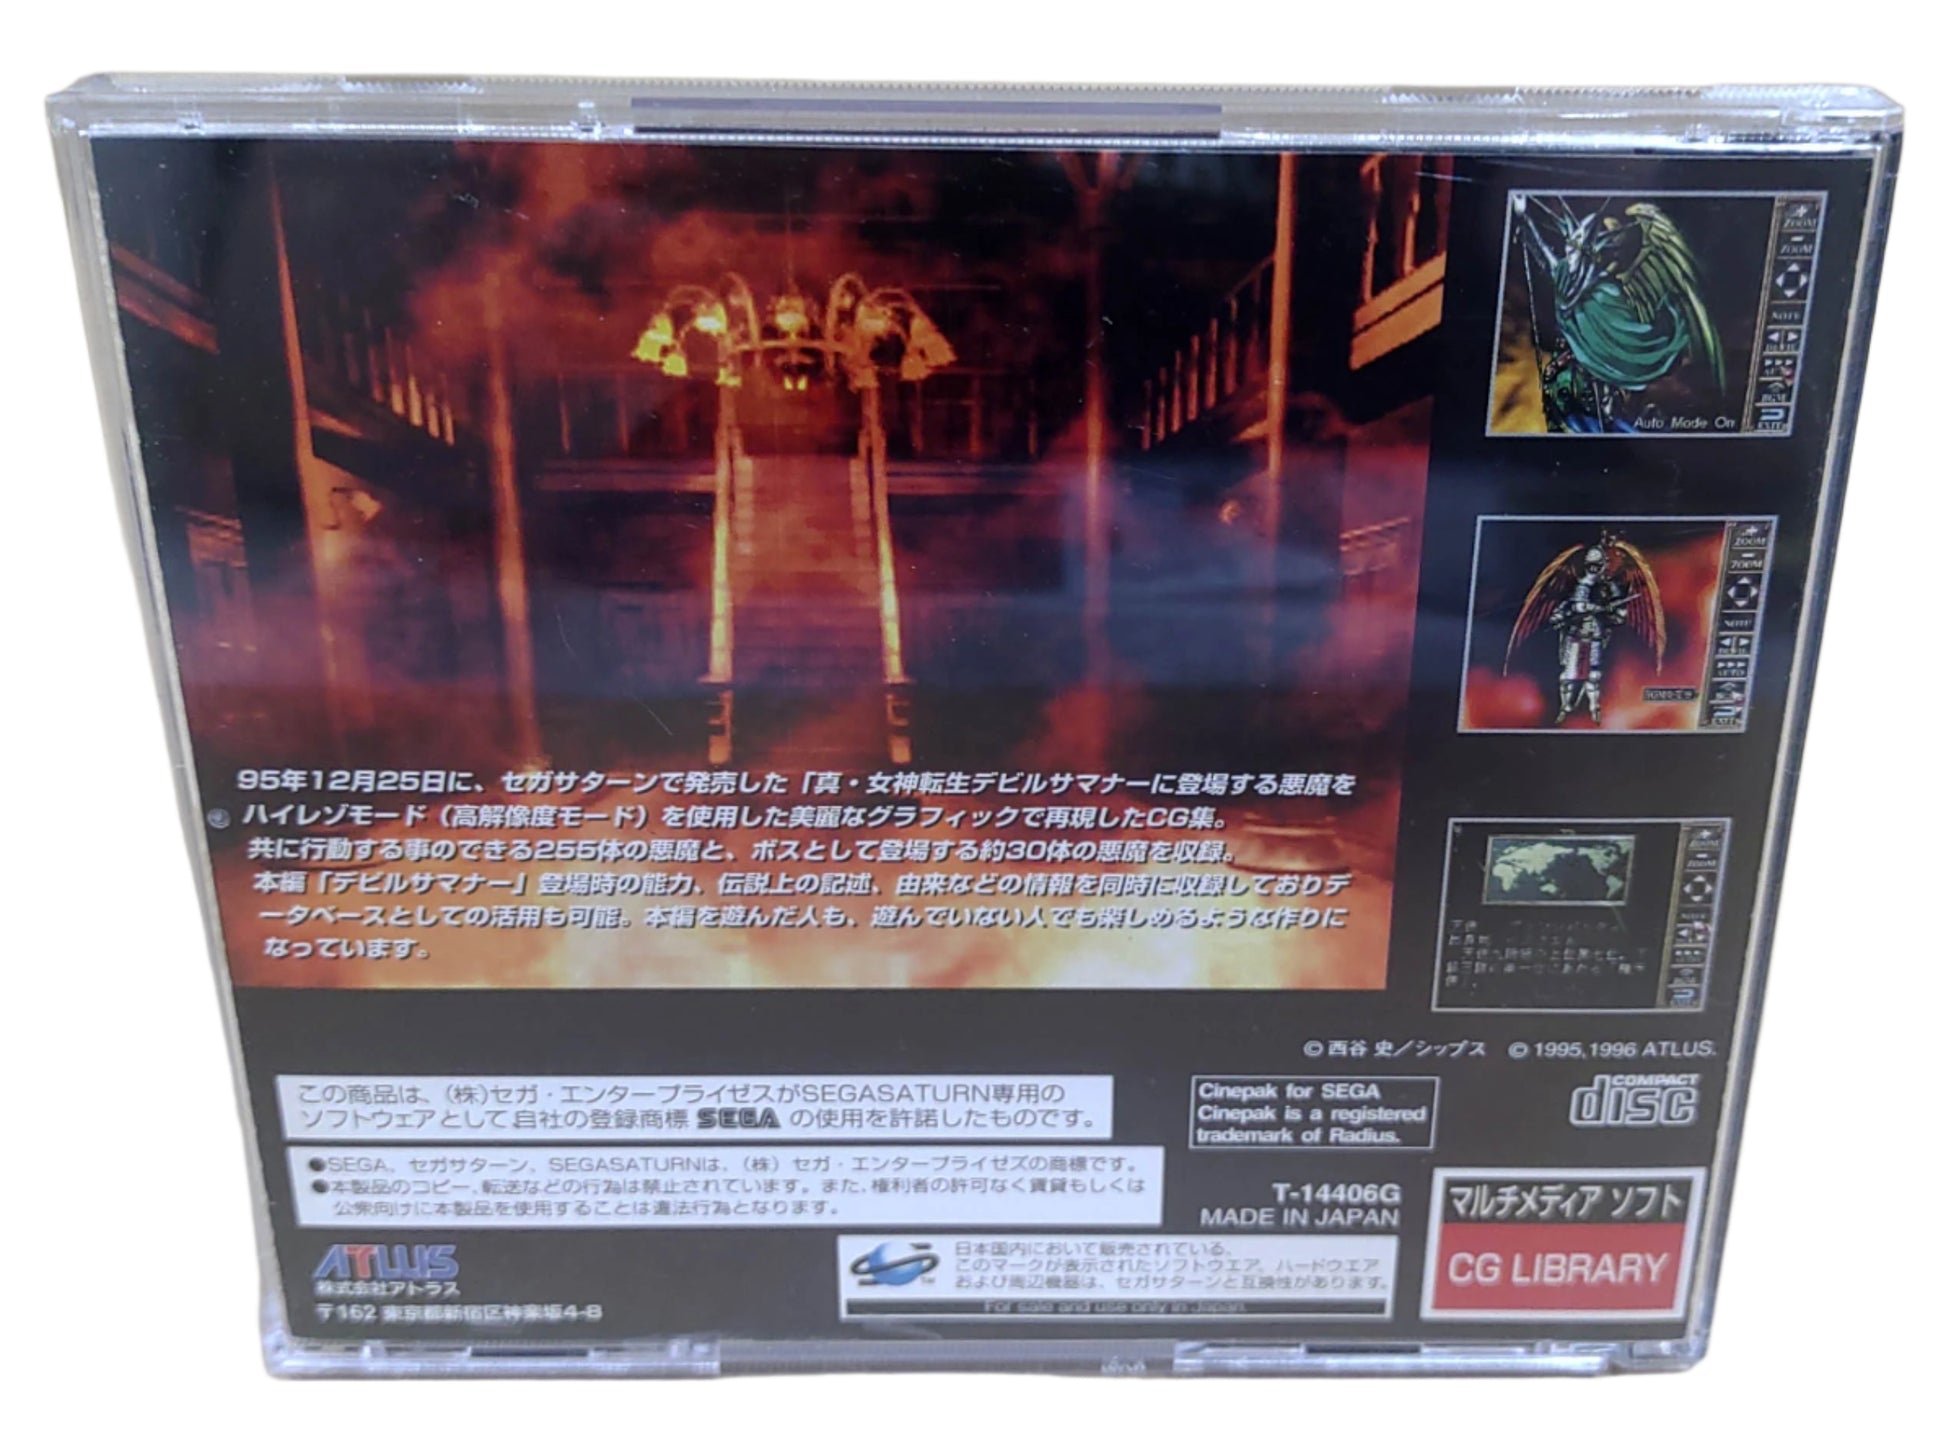 95年12月25日に、セガサターンで発売した「真・女神転生デビルサマナーに登場する悪魔を
ハイレゾモード（高解像度モード）を使用した美麗なグラフィックで再現したCG集。
共に行動する事のできる255体の悪魔と、ボスとして登場する約30体の悪魔を収録。
本編「デビルサマナー」登場時の能力、伝説上の記述、由来などの情報を同時に収録しておりデ
ータベースとしての活用も可能。本編を遊んだ人も、遊んでいない人でも楽しめるような作りに
なっています。
ZOOM
ZOOM
NOTE
BGM
EXIT
Auto Mode On
ZOOM
ZOOM
NOTE
AUTO
EXIT
ZOOM
ZOOM
NOTE
© 西谷 史／シップス © 1995,1996 ATLUS.
この商品は、(株)セガ・エンタープライゼスがSEGASATURN専用の
ソフトウェアとして自社の登録商標 SEGA の使用を許諾したものです。
●SEGA、セガサターン、SEGASATURNは、（株）セガ・エンタープライゼズの商標です。
●本製品のコピー、転送などの行為は禁止されています。また、権利者の許可なく賃貸もしくは
公衆向けに本製品を使用することは違法行為となります。
Cinepak for SEGA
Cinepak is a registered
trademark of Radius.
COMPACT
disc
T-14406G
MADE IN JAPAN
マルチメディア ソフト
CG LIBRARY
ATLUS
株式会社アトラス
〒162 東京都新宿区神楽坂4-8
日本国内において販売されている、
このマークが表示されたソフトウエア、ハードウエア
および周辺機器は、セガサターンと互換性があります。
TM
For sale and use only in Japan.